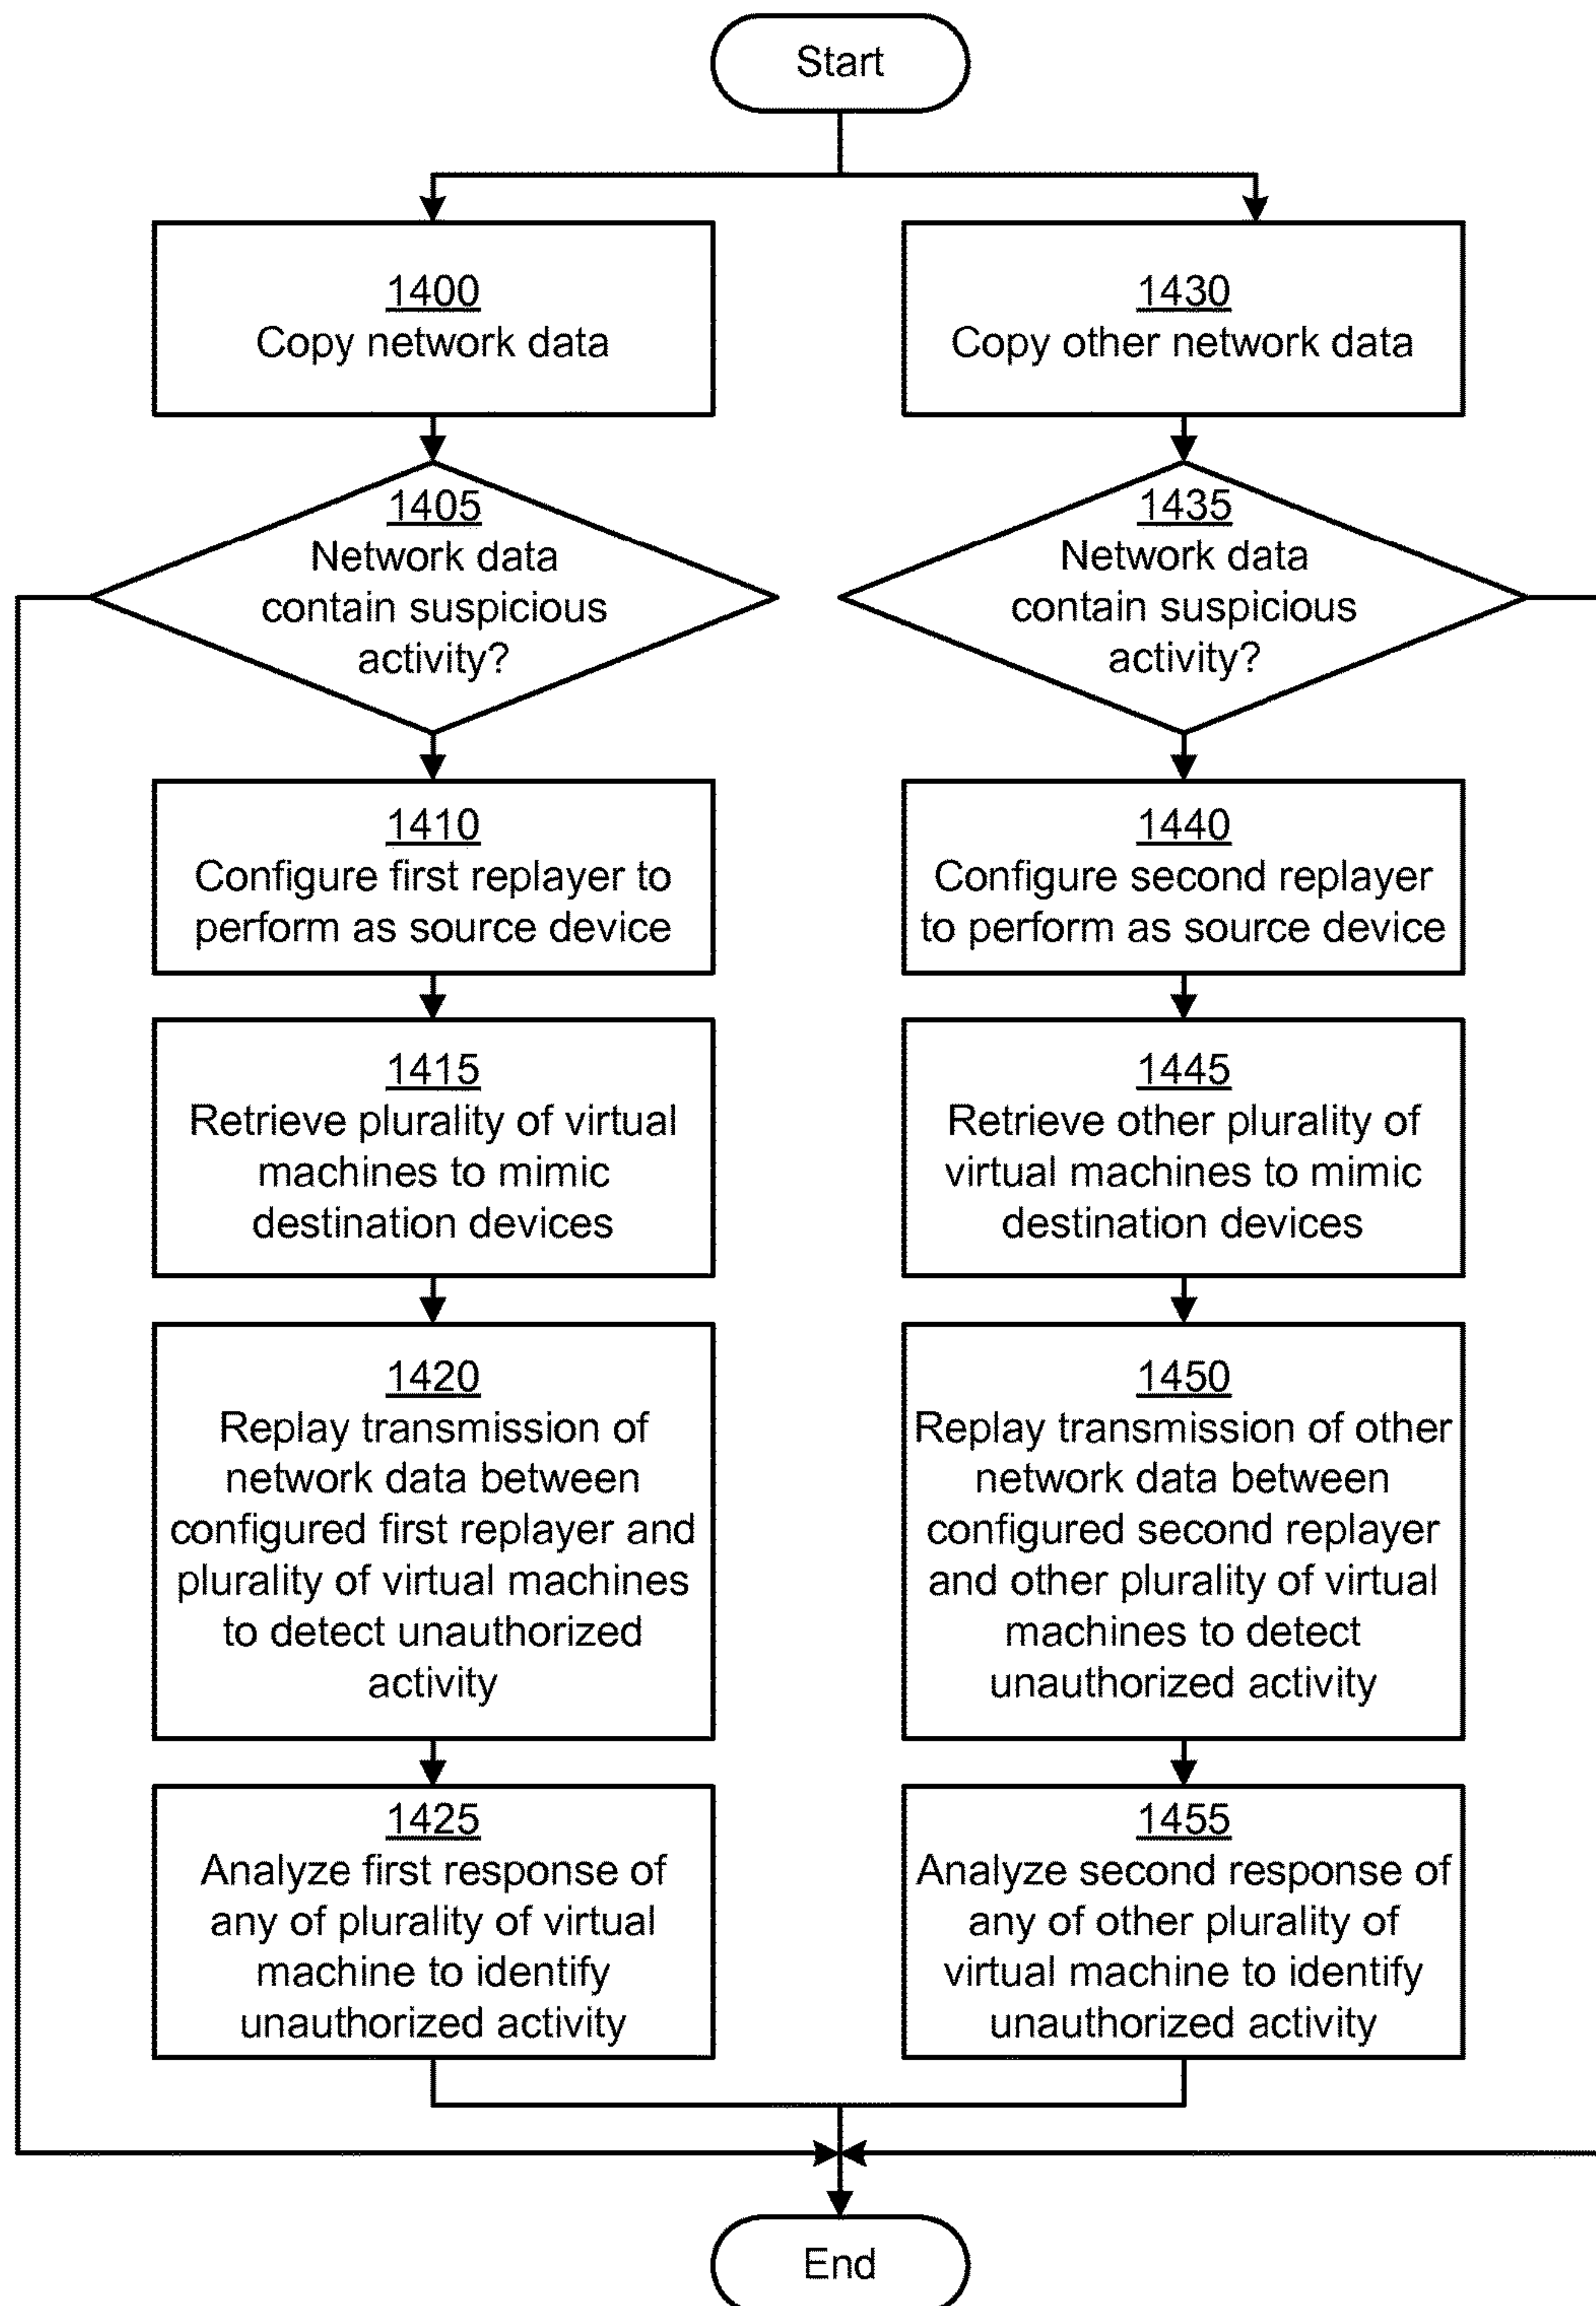 Start
1400
Copy network data
1405
Network data
contain suspicious
activity?
1410
Configure first replayer to
perform as source device
1415
Retrieve plurality of virtual
machines to mimic
destination devices
1420
Replay transmission of
network data between
configured first replayer and
plurality of virtual machines
to detect unauthorized
activity
1425
Analyze first response of
any of plurality of virtual
machine to identify
unauthorized activity
1430
Copy other network data
1435
Network data
contain suspicious
activity?
1440
Configure second replayer
to perform as source device
1445
Retrieve other plurality of
virtual machines to mimic
destination devices
1450
Replay transmission of other
network data between
configured second replayer
and other plurality of virtual
machines to detect
unauthorized activity
1455
Analyze second response of
any of other plurality of
virtual machine to identify
unauthorized activity
End